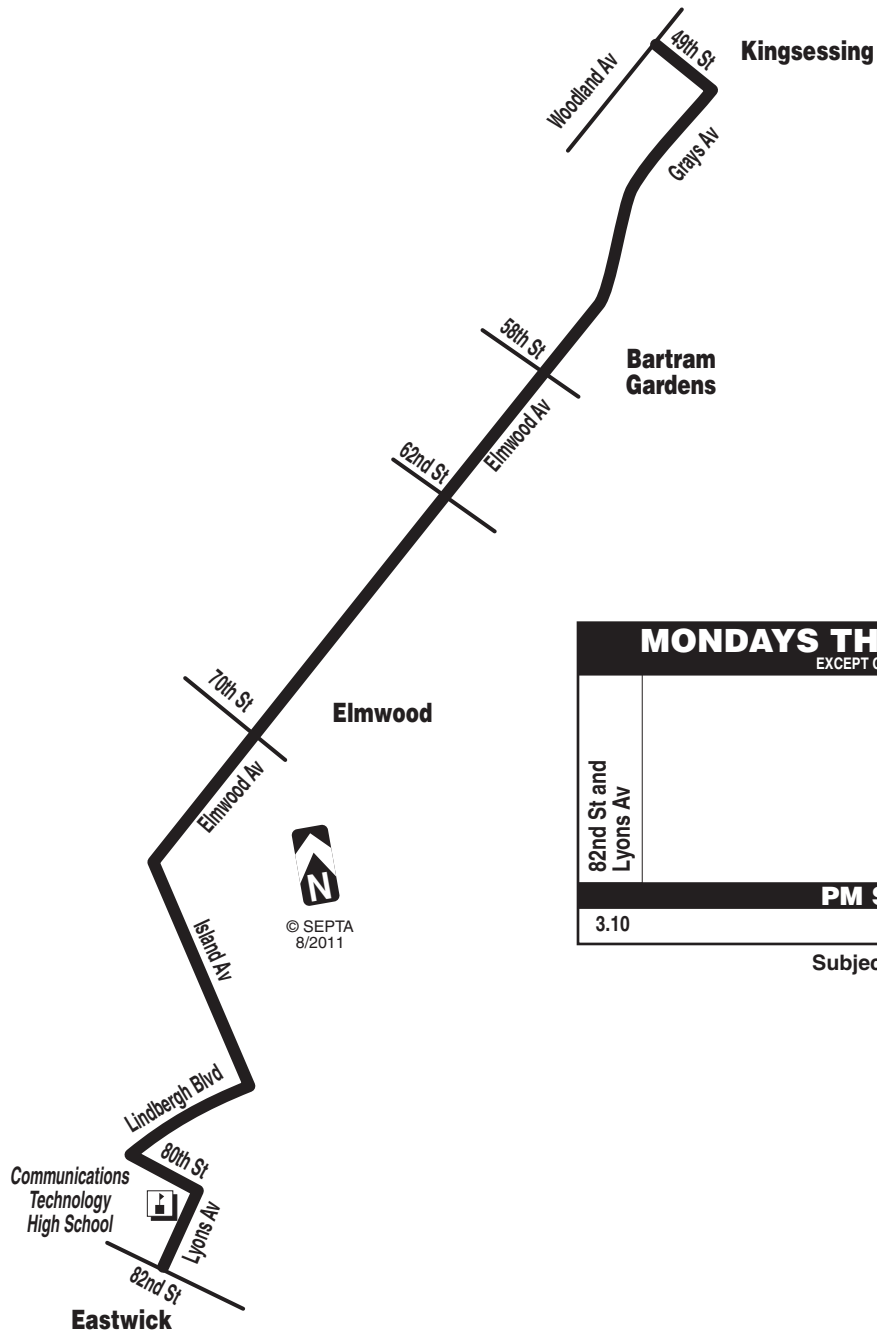 49th St
Kingsessing
Woodland Av
Grays Av
58th St
Bartram
Gardens
Elmwood Av
62nd St
70th St
Elmwood
Elmwood Av
N
© SEPTA
8/2011
Island Av
Lindbergh Blvd
80th St
Communications
Technology
High School
Lyons Av
82nd St
Eastwick
MONDAYS TH
EXCEPT
82nd St and
Lyons Av
PM
3.10
Subjec